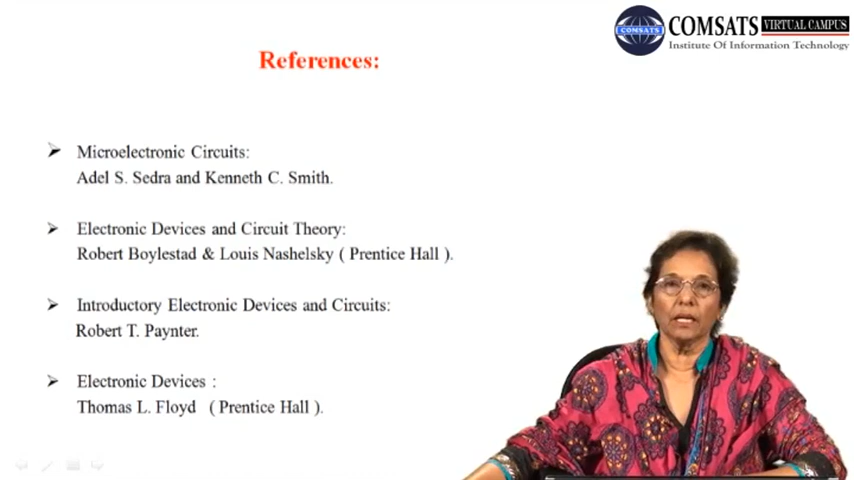 COMSATS
COMSATS VIRTUAL CAMPUS
Institute Of Information Technology
References:
Microelectronic Circuits:
Adel S. Sedra and Kenneth C. Smith.
Electronic Devices and Circuit Theory:
Robert Boylestad & Louis Nashelsky ( Prentice Hall ).
Introductory Electronic Devices and Circuits:
Robert T. Paynter.
Electronic Devices :
Thomas L. Floyd ( Prentice Hall ).